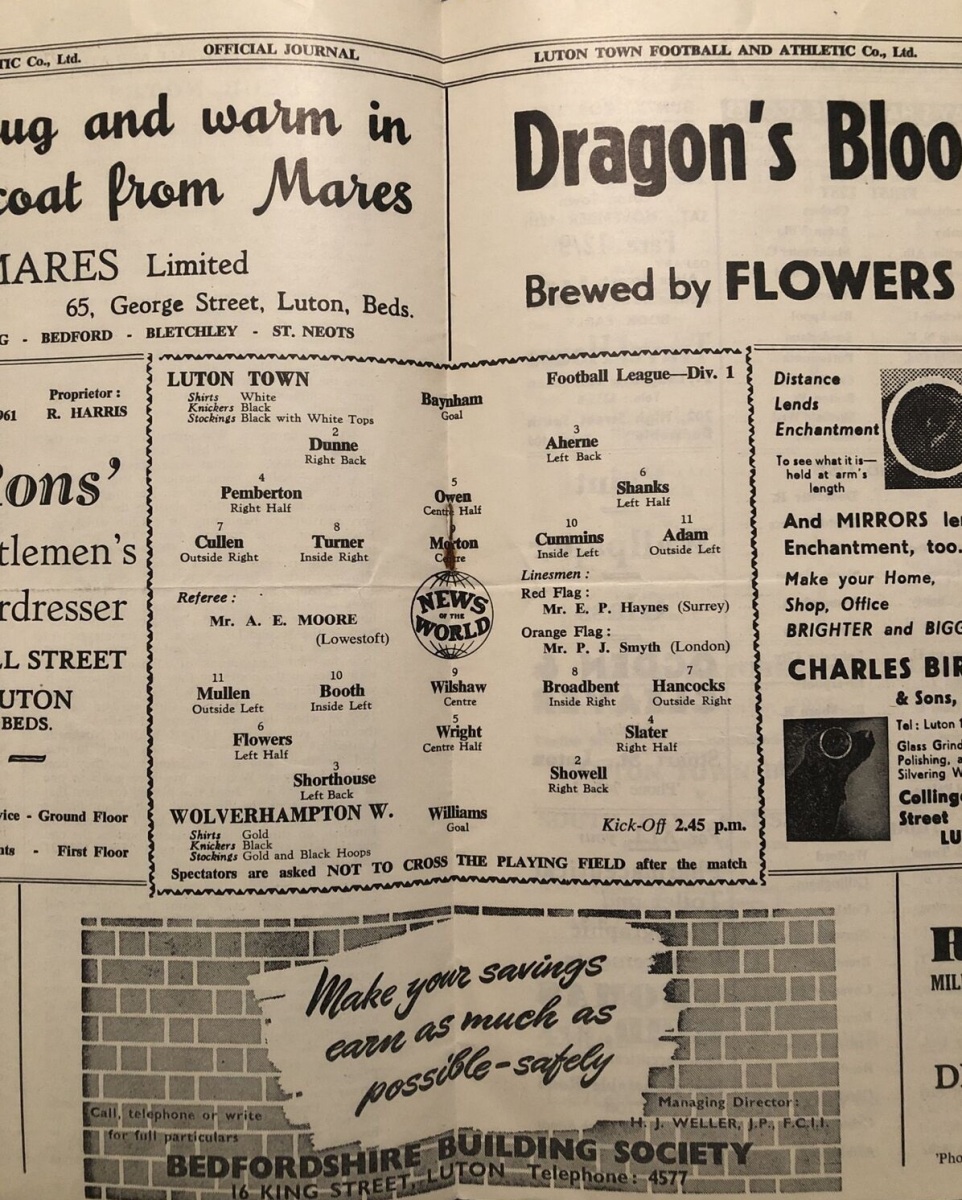 TIC Co., Ltd.
OFFICIAL JOURNAL
LUTON TOWN FOOTBALL AND ATHLETIC Co., Ltd.
ug and warm in
coat from Mares
MARES Limited
65, George Street, Luton, Beds.
G - BEDFORD - BLETCHLEY - ST. NEOTS
Dragon's Bloo
Brewed by FLOWERS
Proprietor :
961 R. HARRIS
ons'
tlemen's
rdresser
LL STREET
UTON
BEDS.
vice - Ground Floor
nts - First Floor
LUTON TOWN
Football League—Div. 1
Shirts White
Knickers Black
Stockings Black with White Tops
Baynham
Goal
2
Dunne
Right Back
3
Aherne
Left Back
4
Pemberton
Right Half
5
Owen
Centre Half
6
Shanks
Left Half
7
Cullen
Outside Right
8
Turner
Inside Right
9
Morton
Centre
10
Cummins
Inside Left
11
Adam
Outside Left
Referee :
Mr. A. E. MOORE
(Lowestoft)
NEWS
OF THE
WORLD
Linesmen :
Red Flag :
Mr. E. P. Haynes (Surrey)
Orange Flag :
Mr. P. J. Smyth (London)
11
Mullen
Outside Left
10
Booth
Inside Left
9
Wilshaw
Centre
8
Broadbent
Inside Right
7
Hancocks
Outside Right
6
Flowers
Left Half
5
Wright
Centre Half
4
Slater
Right Half
3
Shorthouse
Left Back
2
Showell
Right Back
WOLVERHAMPTON W.
Shirts Gold
Knickers Black
Stockings Gold and Black Hoops
Williams
Goal
Kick-Off 2.45 p.m.
Spectators are asked NOT TO CROSS THE PLAYING FIELD after the match
Distance
Lends
Enchantment
To see what it is—
held at arm's
length
And MIRRORS le
Enchantment, too.
Make your Home,
Shop, Office
BRIGHTER and BIGG
CHARLES BIR
& Sons,
Tel : Luton 1
Glass Grind
Polishing, a
Silvering W
Colling
Street
LU
Make your savings
earn as much as
possible-safely
Call, telephone or write
for full particulars
Managing Director:
H. J. WELLER, J.P., F.C.I.I.
BEDFORDSHIRE BUILDING SOCIETY
16 KING STREET, LUTON Telephone: 4577
MIL
D
'Pho